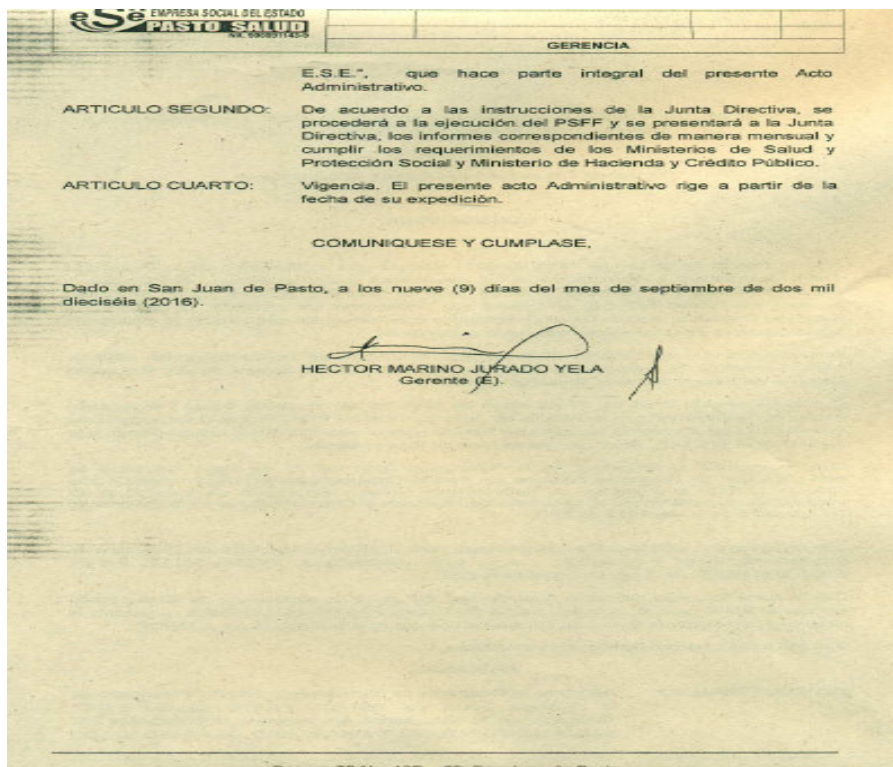 ese EMPRESA SOCIAL DEL ESTADO
PASTO SALUD
GERENCIA
E.S.E.", que hace parte integral del presente Acto
Administrativo.
ARTICULO SEGUNDO: De acuerdo a las instrucciones de la Junta Directiva, se
procederá a la ejecución del PSFF y se presentará a la Junta
Directiva, los informes correspondientes de manera mensual y
cumplir los requerimientos de los Ministerios de Salud y
Protección Social y Ministerio de Hacienda y Crédito Público.
ARTICULO CUARTO: Vigencia. El presente acto Administrativo rige a partir de la
fecha de su expedición.
COMUNIQUESE Y CUMPLASE,
Dado en San Juan de Pasto, a los nueve (9) días del mes de septiembre de dos mil
dieciséis (2016).
HECTOR MARINO JURADO YELA
Gerente (E).